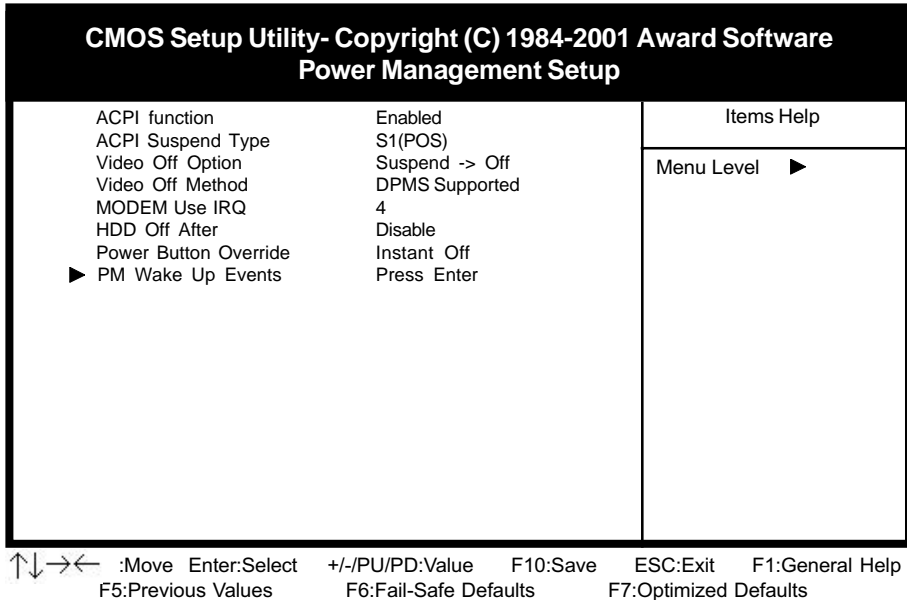 CMOS Setup Utility- Copyright (C) 1984-2001 Award Software
Power Management Setup
ACPI function Enabled
ACPI Suspend Type S1(POS)
Video Off Option Suspend -> Off
Video Off Method DPMS Supported
MODEM Use IRQ 4
HDD Off After Disable
Power Button Override Instant Off
▶ PM Wake Up Events Press Enter
Items Help
Menu Level ▶
↑↓→← :Move Enter:Select +/-/PU/PD:Value F10:Save ESC:Exit F1:General Help
F5:Previous Values F6:Fail-Safe Defaults F7:Optimized Defaults